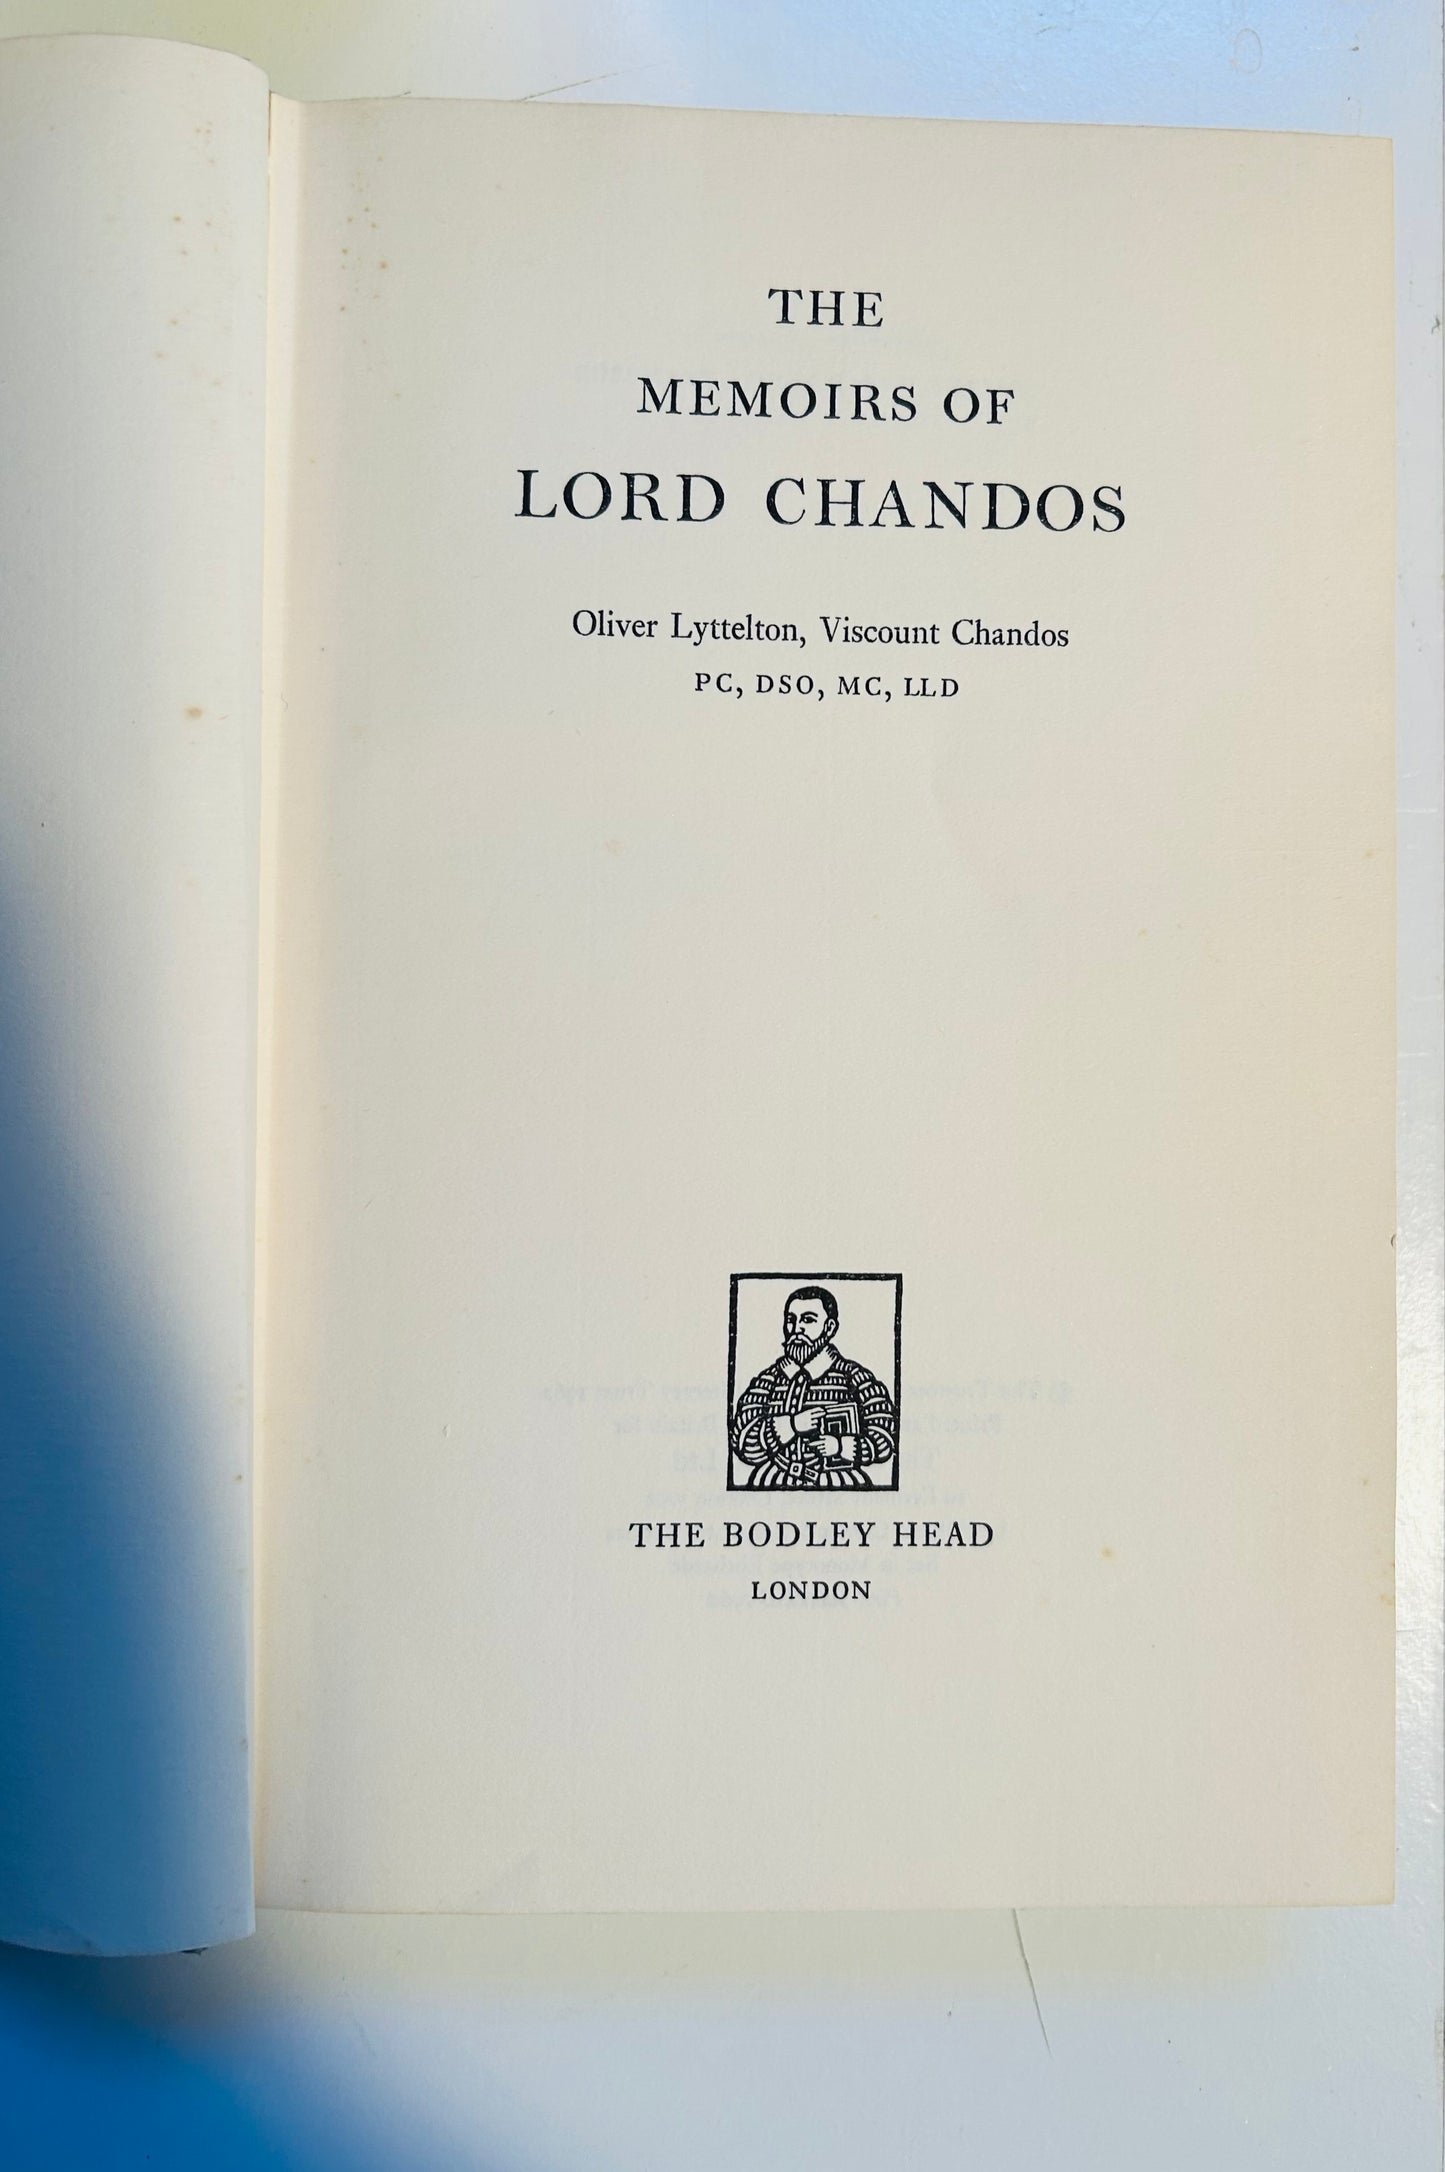 THE
MEMOIRS OF
LORD CHANDOS
Oliver Lyttelton, Viscount Chandos
PC, DSO, MC, LLD
THE BODLEY HEAD
LONDON